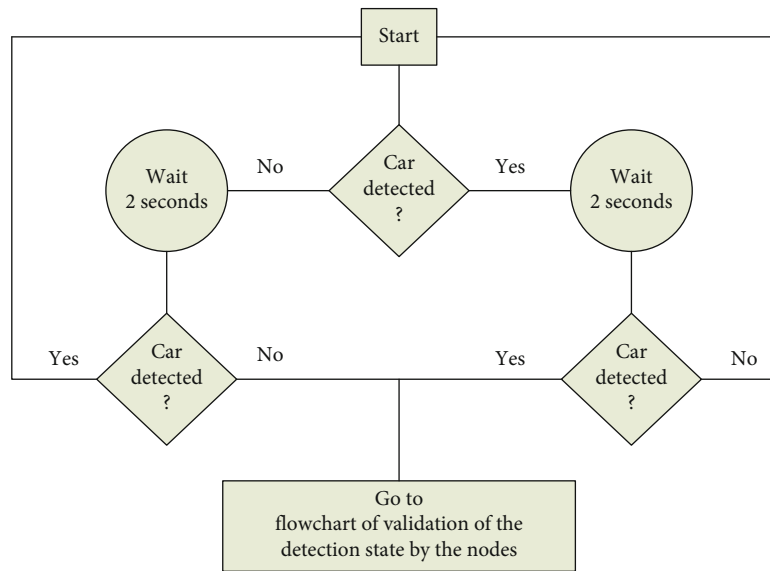 Start
No
Car
detected
?
Yes
Wait
2 seconds
Wait
2 seconds
Yes
Car
detected
?
No
Yes
Car
detected
?
No
Go to
flowchart of validation of the
detection state by the nodes